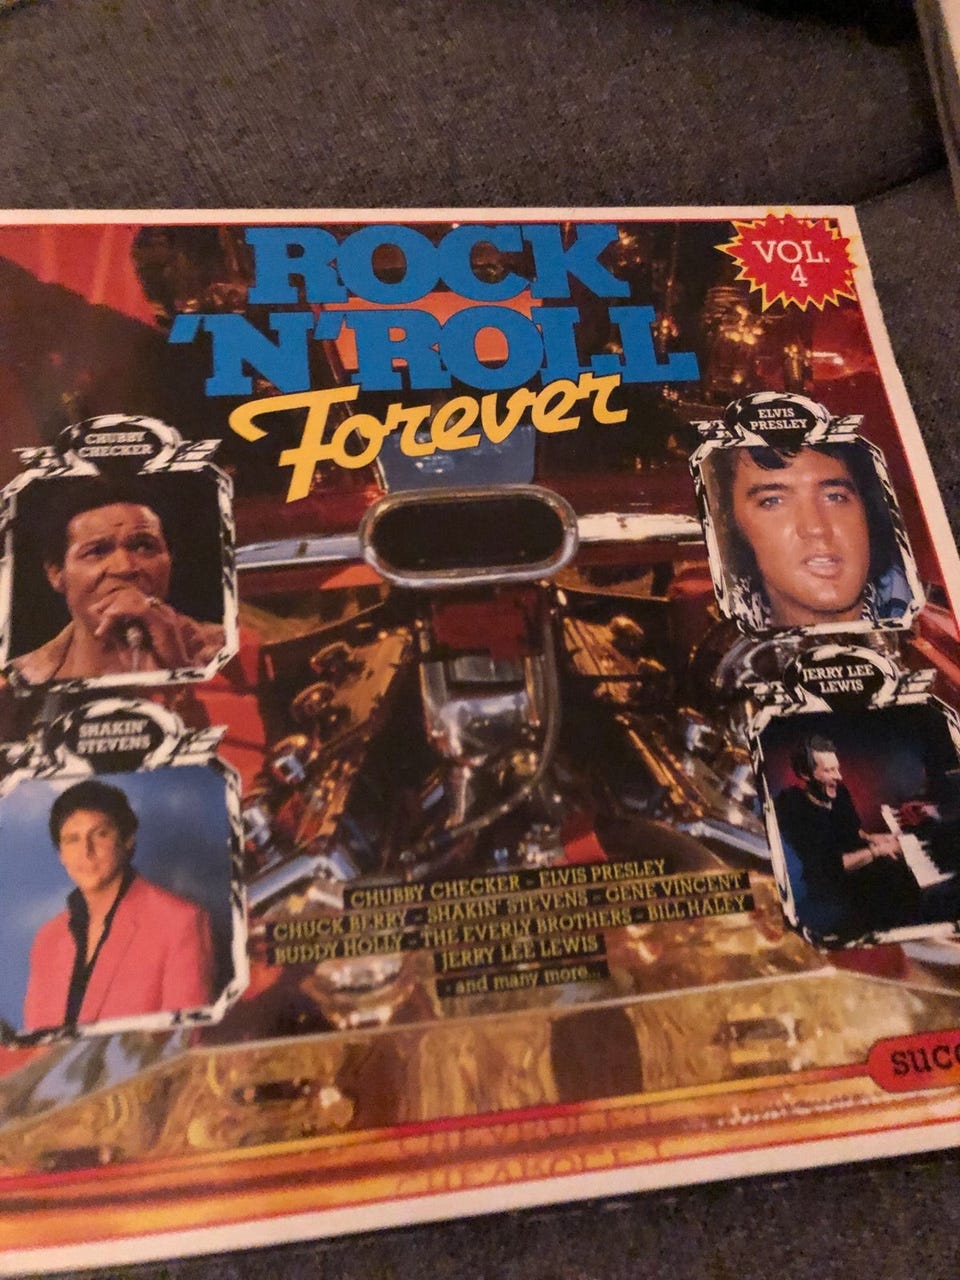 ROCK
'N' ROLL
Forever
VOL.
4
CHUBBY
CHECKER
ELVIS
PRESLEY
SHAKIN'
STEVENS
JERRY LEE
LEWIS
CHUBBY CHECKER - ELVIS PRESLEY
CHUCK BERRY - SHAKIN' STEVENS - GENE VINCENT
BUDDY HOLLY - THE EVERLY BROTHERS - BILL HALEY
JERRY LEE LEWIS
- and many more...
CHEVROLET